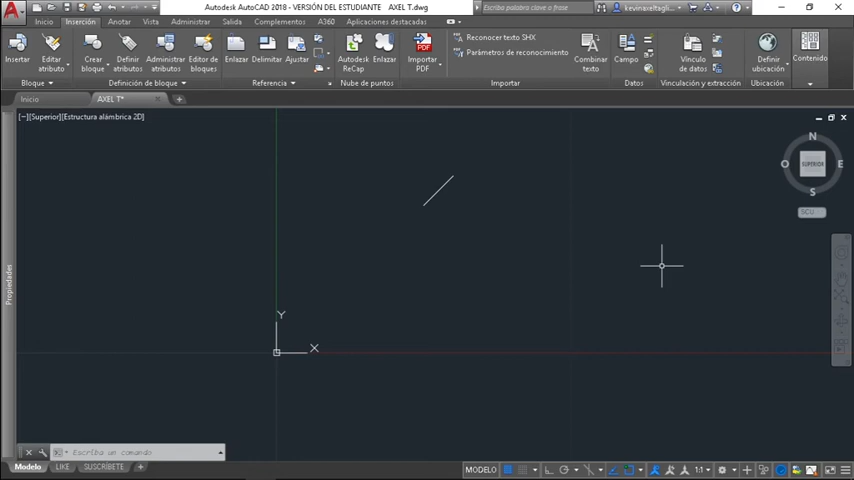 Autodesk AutoCAD 2018 - VERSIÓN DEL ESTUDIANTE AXEL T.dwg
Escriba palabra clave o frase
kevinaxeltagli...
Inicio Inserción Anotar Vista Administrar Salida Complementos A360 Aplicaciones destacadas
Insertar
Editar atributo
Crear bloque
Definir atributos
Administrar atributos
Editor de bloques
Enlazar
Delimitar
Ajustar
Autodesk ReCap
Enlazar
Importar PDF
Reconocer texto SHX
Parámetros de reconocimiento
Combinar texto
Campo
Vínculo de datos
Definir ubicación
Contenido
Bloque
Referencia
Nube de puntos
Importar
Datos
Vinculación y extracción
Ubicación
Inicio
AXEL T*
[−][Superior][Estructura alámbrica 2D]
N
O
SUPERIOR
E
S
SCU
Propiedades
Y
X
Escriba un comando
Modelo LIKE SUSCRÍBETE
MODELO
1:1